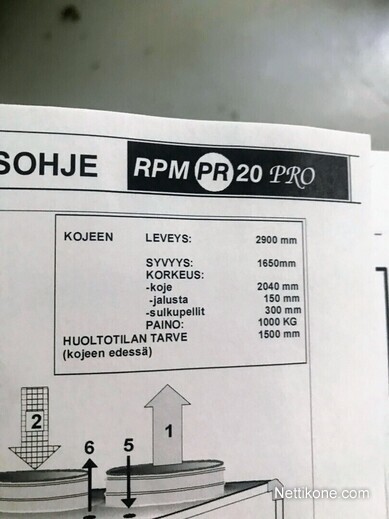 SOHJE RPM PR 20 PRO
KOJEEN LEVEYS: 2900 mm
SYVYYS: 1650mm
KORKEUS:
-koje 2040 mm
-jalusta 150 mm
-sulkupellit 300 mm
PAINO: 1000 KG
HUOLTOTILAN TARVE 1500 mm
(kojeen edessä)
2 6 5 1
Nettikone.com